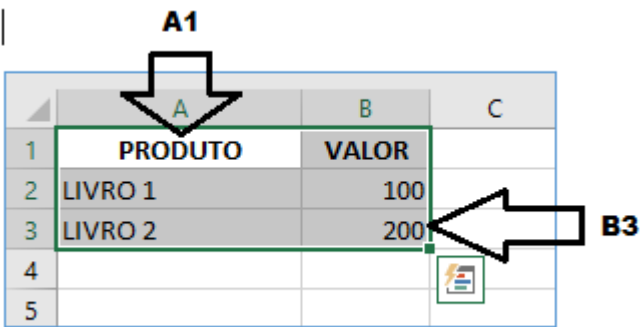 A1
A B C
1 PRODUTO VALOR
2 LIVRO 1 100
3 LIVRO 2 200 B3
4
5